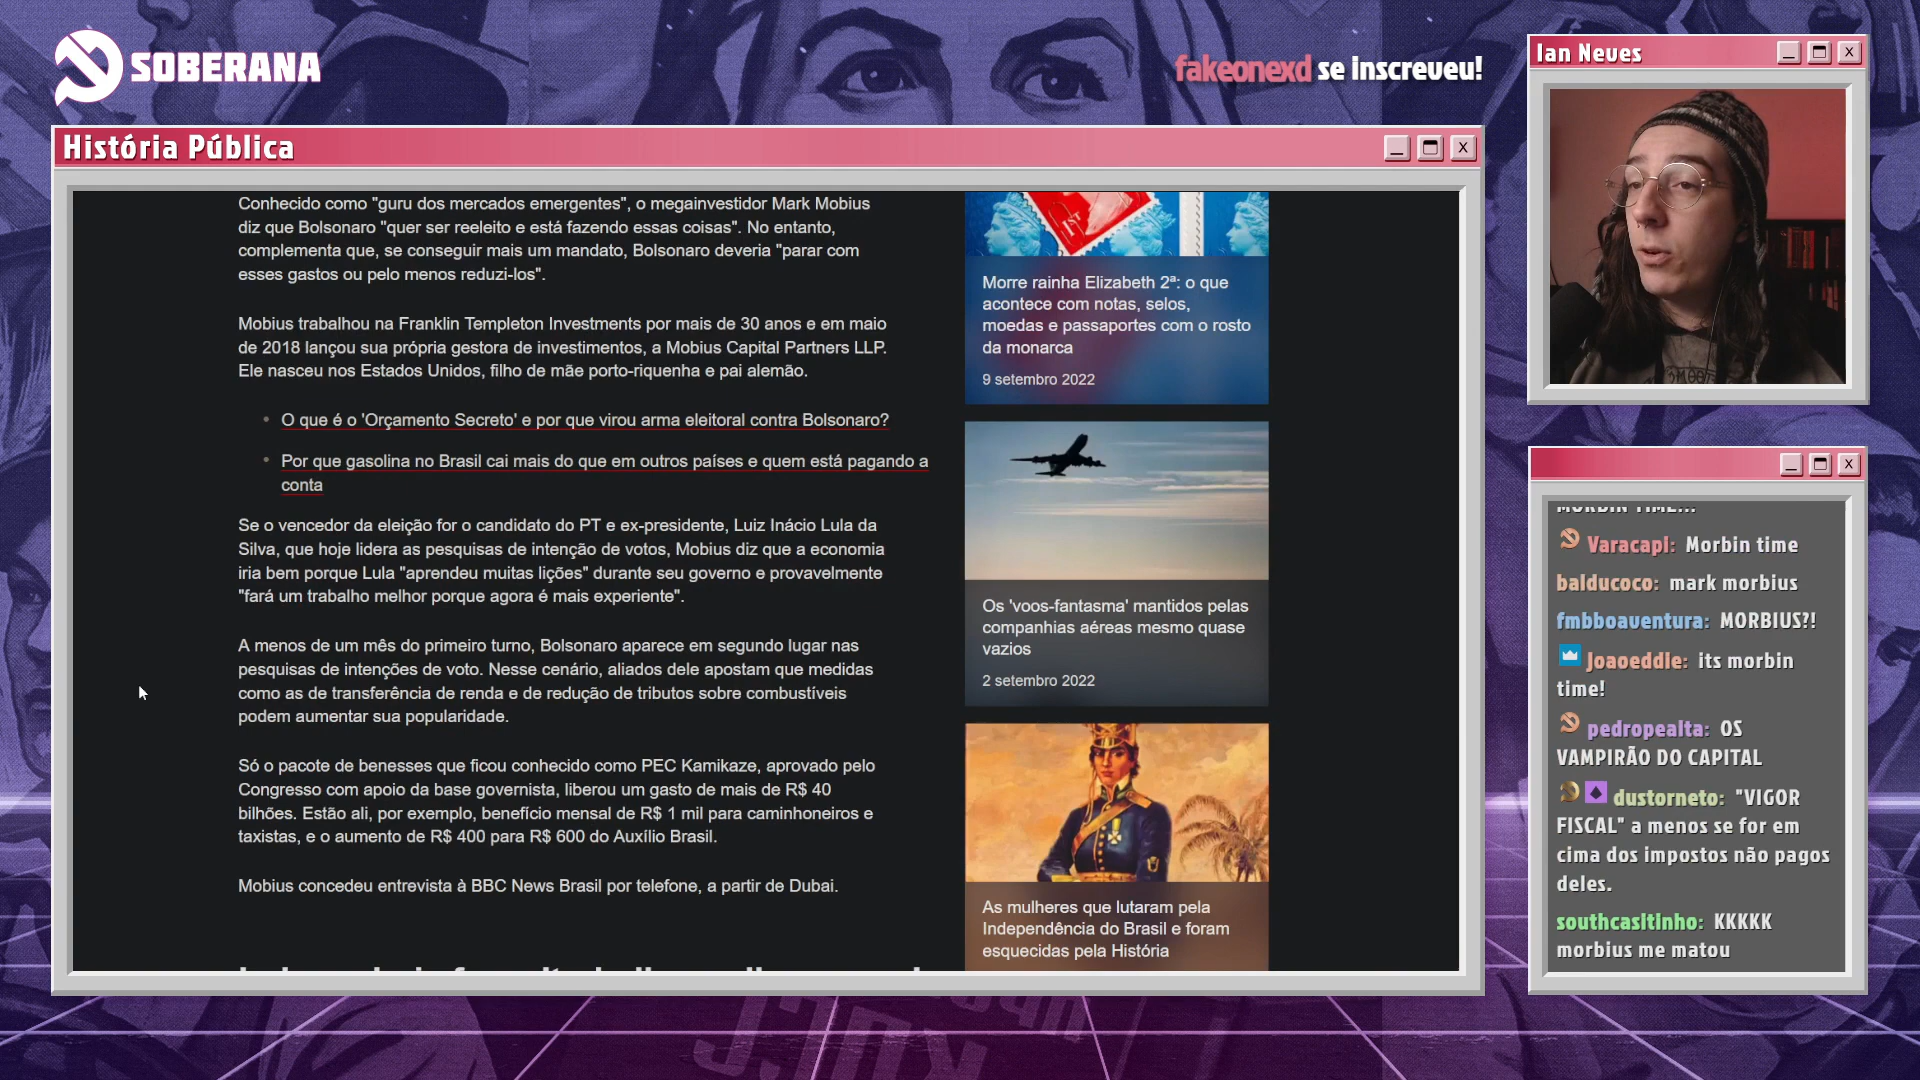 SOBERANA
fakeonexd se inscreveu!
Ian Neves
História Pública
Conhecido como "guru dos mercados emergentes", o megainvestidor Mark Mobius
diz que Bolsonaro "quer ser reeleito e está fazendo essas coisas". No entanto,
complementa que, se conseguir mais um mandato, Bolsonaro deveria "parar com
esses gastos ou pelo menos reduzi-los".
Mobius trabalhou na Franklin Templeton Investments por mais de 30 anos e em maio
de 2018 lançou sua própria gestora de investimentos, a Mobius Capital Partners LLP.
Ele nasceu nos Estados Unidos, filho de mãe porto-riquenha e pai alemão.
O que é o 'Orçamento Secreto' e por que virou arma eleitoral contra Bolsonaro?
Por que gasolina no Brasil cai mais do que em outros países e quem está pagando a
conta
Se o vencedor da eleição for o candidato do PT e ex-presidente, Luiz Inácio Lula da
Silva, que hoje lidera as pesquisas de intenção de votos, Mobius diz que a economia
iria bem porque Lula "aprendeu muitas lições" durante seu governo e provavelmente
"fará um trabalho melhor porque agora é mais experiente".
A menos de um mês do primeiro turno, Bolsonaro aparece em segundo lugar nas
pesquisas de intenções de voto. Nesse cenário, aliados dele apostam que medidas
como as de transferência de renda e de redução de tributos sobre combustíveis
podem aumentar sua popularidade.
Só o pacote de benesses que ficou conhecido como PEC Kamikaze, aprovado pelo
Congresso com apoio da base governista, liberou um gasto de mais de R$ 40
bilhões. Estão ali, por exemplo, benefício mensal de R$ 1 mil para caminhoneiros e
taxistas, e o aumento de R$ 400 para R$ 600 do Auxílio Brasil.
Mobius concedeu entrevista à BBC News Brasil por telefone, a partir de Dubai.
1ST
Morre rainha Elizabeth 2ª: o que
acontece com notas, selos,
moedas e passaportes com o rosto
da monarca
9 setembro 2022
Os 'voos-fantasma' mantidos pelas
companhias aéreas mesmo quase
vazios
2 setembro 2022
As mulheres que lutaram pela
Independência do Brasil e foram
esquecidas pela História
MORBIN TIME...
Varacapl: Morbin time
balducoco: mark morbius
fmbboaventura: MORBIUS?!
Joaoeddie: its morbin
time!
pedropealta: OS
VAMPIRÃO DO CAPITAL
dustorneto: "VIGOR
FISCAL" a menos se for em
cima dos impostos não pagos
deles.
southcasitinho: KKKKK
morbius me matou